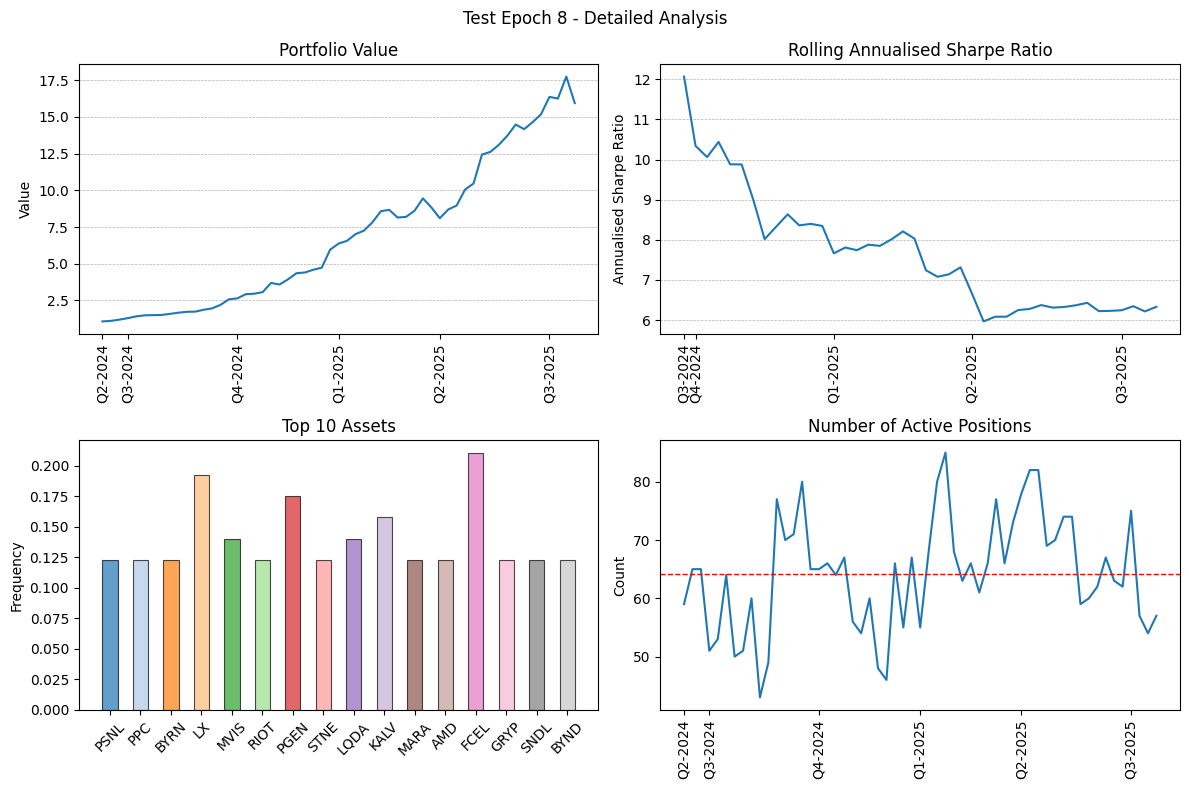 Test Epoch 8 - Detailed Analysis
Portfolio Value
Value
17.5
15.0
12.5
10.0
7.5
5.0
2.5
Q2-2024
Q3-2024
Q4-2024
Q1-2025
Q2-2025
Q3-2025
Rolling Annualised Sharpe Ratio
Annualised Sharpe Ratio
12
11
10
9
8
7
6
Q3-2024
Q4-2024
Q1-2025
Q2-2025
Q3-2025
Top 10 Assets
Frequency
0.200
0.175
0.150
0.125
0.100
0.075
0.050
0.025
0.000
PSNL
PPC
BYRN
LX
MVIS
RIOT
PGEN
STNE
LQDA
KALV
MARA
AMD
FCEL
GRYP
SNDL
BYND
Number of Active Positions
Count
80
70
60
50
Q2-2024
Q3-2024
Q4-2024
Q1-2025
Q2-2025
Q3-2025